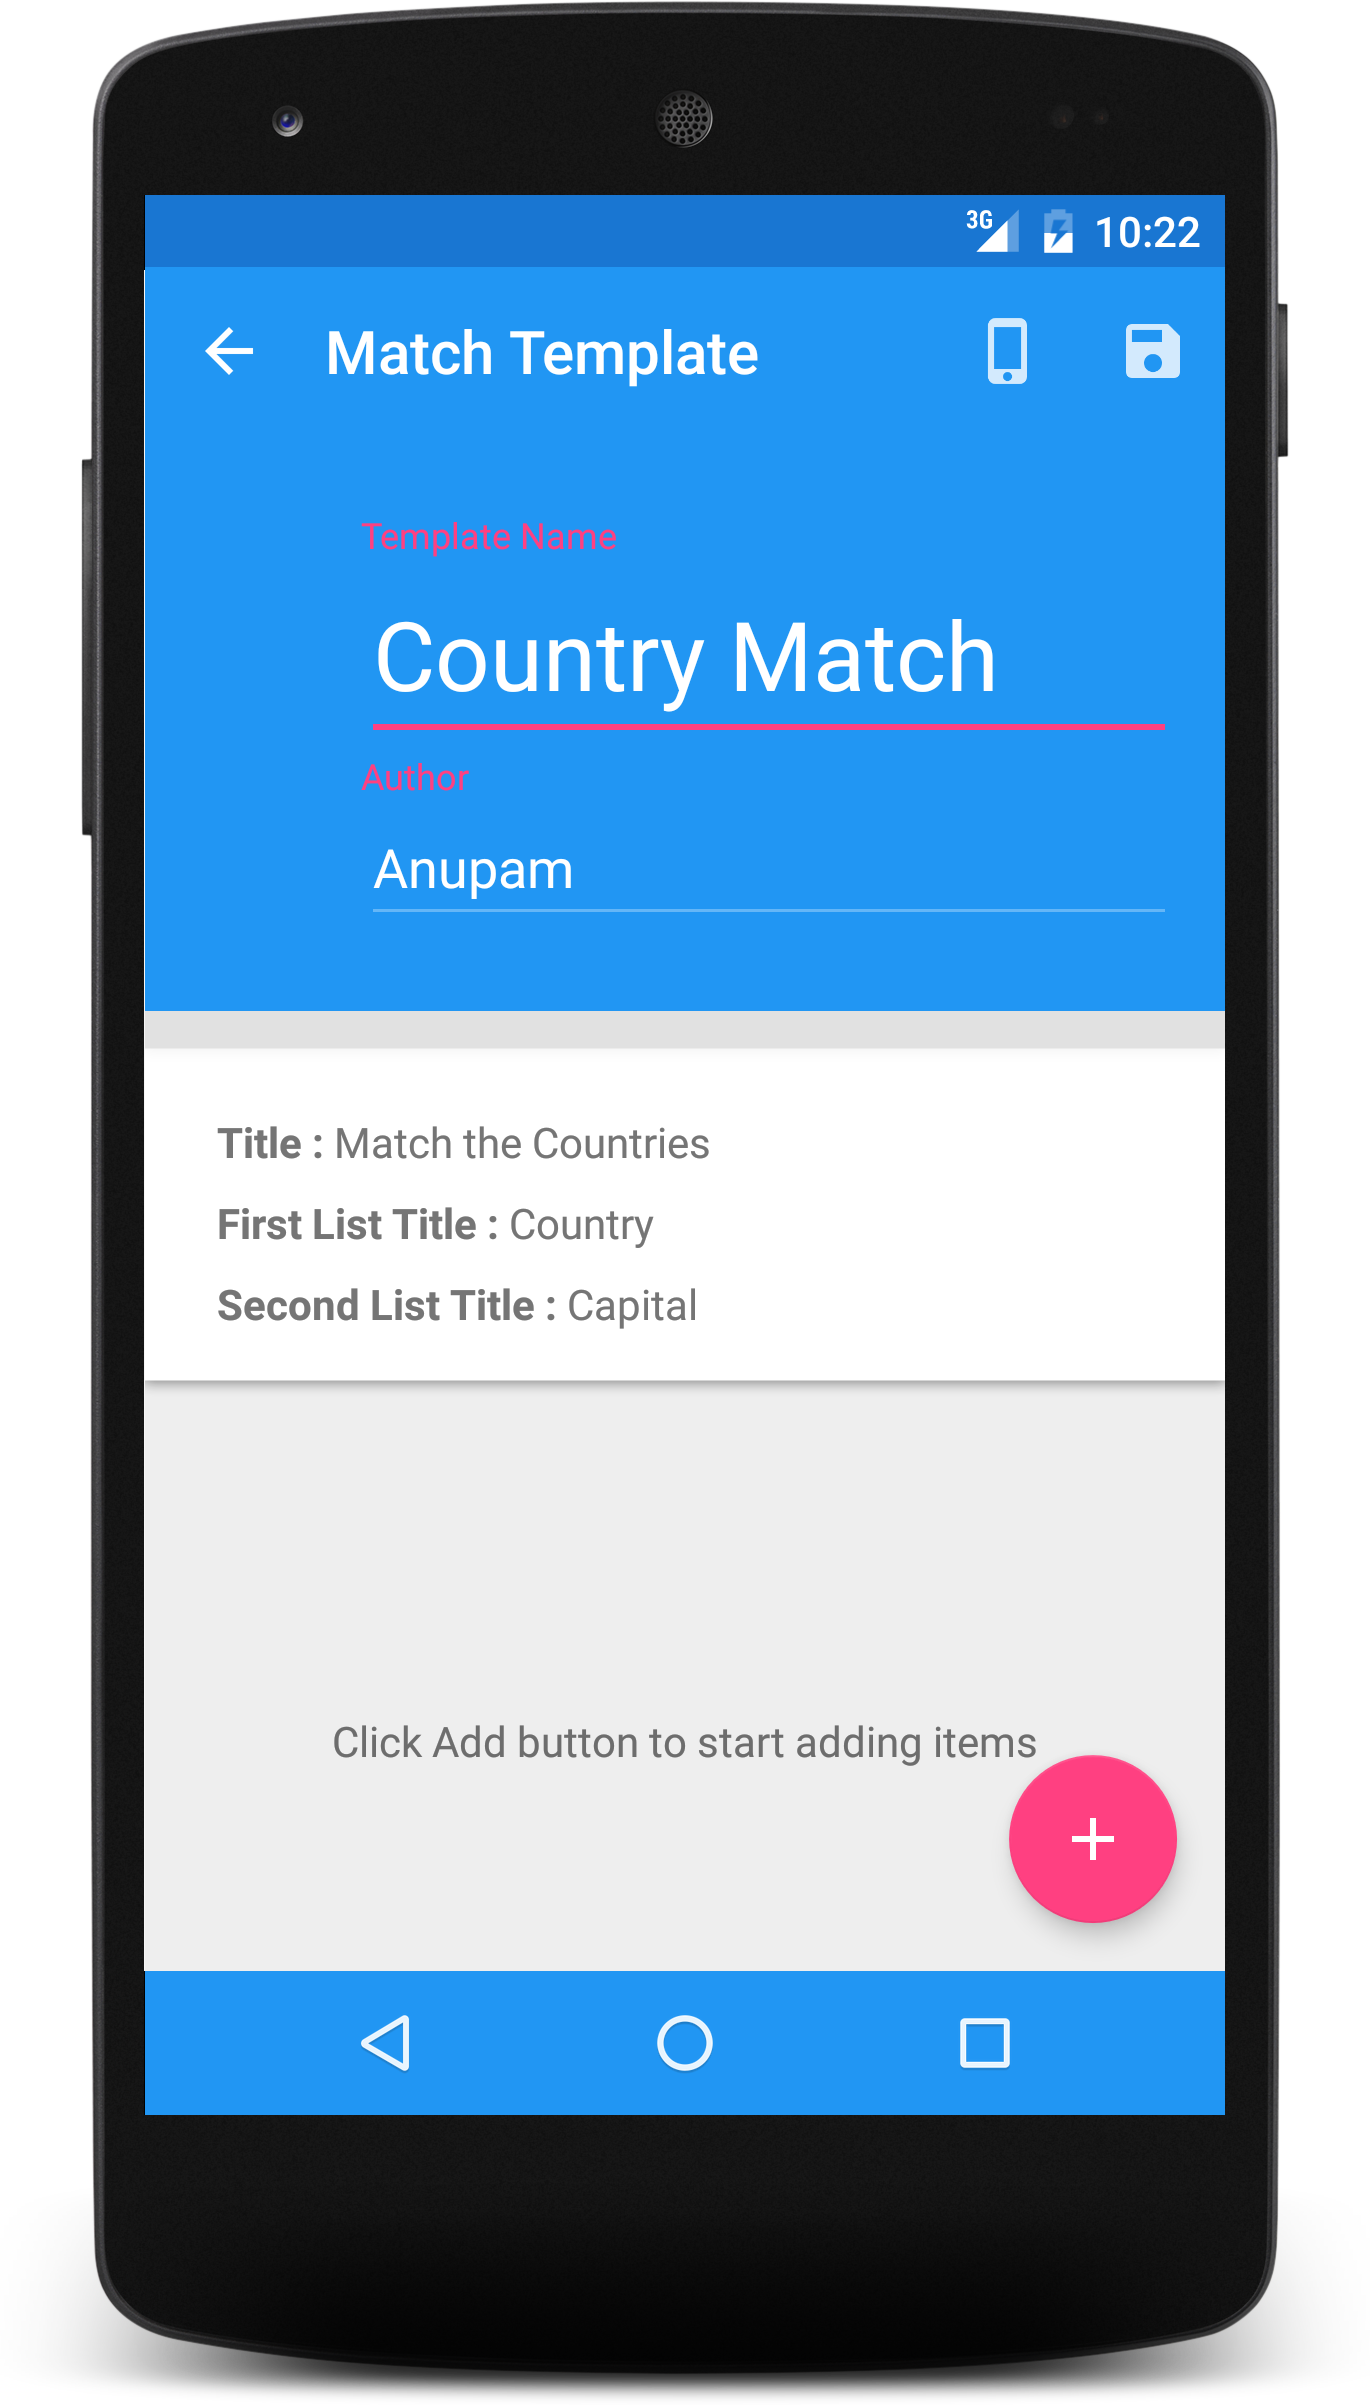 3G 10:22
Match Template
Template Name
Country Match
Author
Anupam
Title : Match the Countries
First List Title : Country
Second List Title : Capital
Click Add button to start adding items